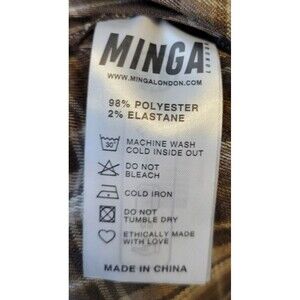 MINGA
LONDON
WWW.MINGALONDON.COM
98% POLYESTER
2% ELASTANE
30°
MACHINE WASH
COLD INSIDE OUT
DO NOT
BLEACH
COLD IRON
DO NOT
TUMBLE DRY
ETHICALLY MADE
WITH LOVE
MADE IN CHINA